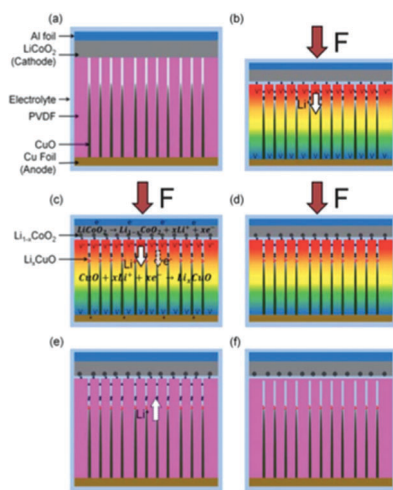 (a)
Al foil
LiCoO₂
(Cathode)
Electrolyte
PVDF
CuO
Cu Foil
(Anode)
(b)
F
Li⁺
(c)
F
LiCoO₂ → Li₁₋ₓCoO₂ + xLi⁺ + xe⁻
Li₁₋ₓCoO₂
LiₓCuO
Li⁺
e⁻
CuO + xLi⁺ + xe⁻ → LiₓCuO
(d)
F
(e)
Li⁺
(f)